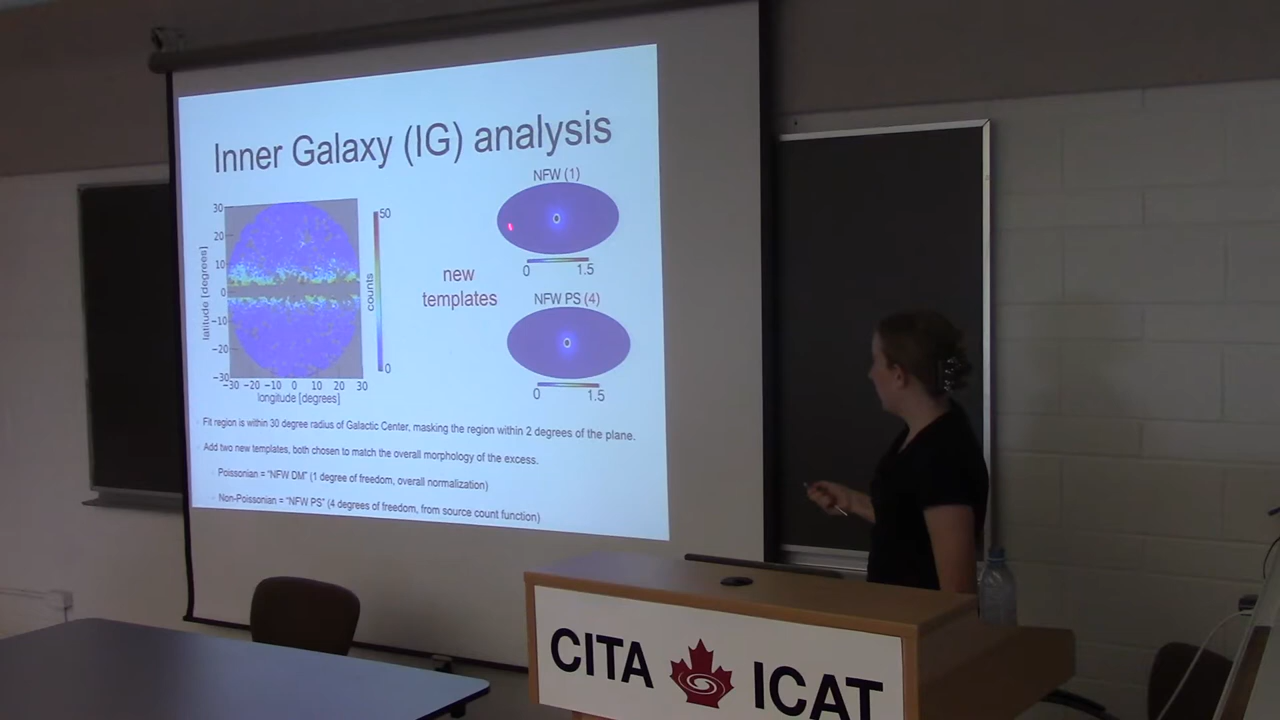 Inner Galaxy (IG) analysis
NFW (1)
30
20
10
0
−10
−20
−30
latitude [degrees]
−30 −20 −10 0 10 20 30
longitude [degrees]
50
counts
0
new
templates
0 1.5
NFW PS (4)
0 1.5
Fit region is within 30 degree radius of Galactic Center, masking the region within 2 degrees of the plane.
Add two new templates, both chosen to match the overall morphology of the excess.
Poissonian = “NFW DM” (1 degree of freedom, overall normalization)
Non-Poissonian = “NFW PS” (4 degrees of freedom, from source count function)
CITA ICAT